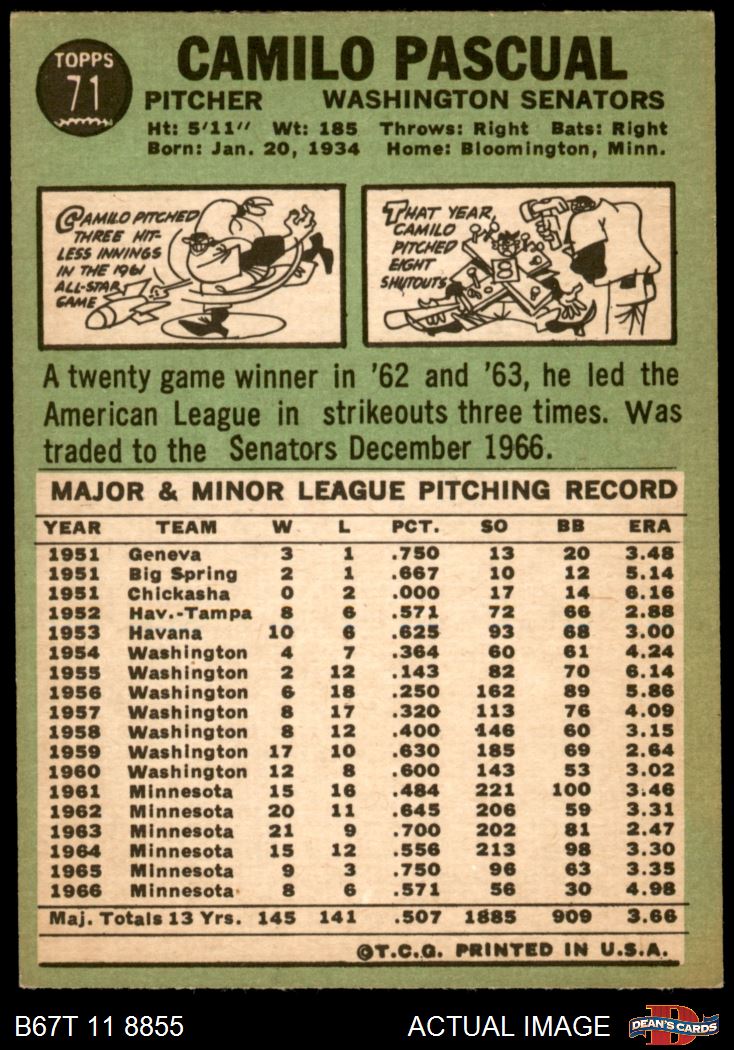 TOPPS
71
CAMILO PASCUAL
PITCHER WASHINGTON SENATORS
Ht: 5'11" Wt: 185 Throws: Right Bats: Right
Born: Jan. 20, 1934 Home: Bloomington, Minn.
CAMILO PITCHED
THREE HIT-
LESS INNINGS
IN THE 1961
ALL-STAR
GAME
THAT YEAR,
CAMILO
PITCHED
EIGHT
SHUTOUTS
8
A twenty game winner in '62 and '63, he led the
American League in strikeouts three times. Was
traded to the Senators December 1966.
MAJOR & MINOR LEAGUE PITCHING RECORD
YEAR TEAM W L PCT. SO BB ERA
1951 Geneva 3 1 .750 13 20 3.48
1951 Big Spring 2 1 .667 10 12 5.14
1951 Chickasha 0 2 .000 17 14 6.16
1952 Hav.-Tampa 8 6 .571 72 66 2.88
1953 Havana 10 6 .625 93 68 3.00
1954 Washington 4 7 .364 60 61 4.24
1955 Washington 2 12 .143 82 70 6.14
1956 Washington 6 18 .250 162 89 5.86
1957 Washington 8 17 .320 113 76 4.09
1958 Washington 8 12 .400 146 60 3.15
1959 Washington 17 10 .630 185 69 2.64
1960 Washington 12 8 .600 143 53 3.02
1961 Minnesota 15 16 .484 221 100 3.46
1962 Minnesota 20 11 .645 206 59 3.31
1963 Minnesota 21 9 .700 202 81 2.47
1964 Minnesota 15 12 .556 213 98 3.30
1965 Minnesota 9 3 .750 96 63 3.35
1966 Minnesota 8 6 .571 56 30 4.98
Maj. Totals 13 Yrs. 145 141 .507 1885 909 3.66
©T.C.G. PRINTED IN U.S.A.
B67T 11 8855 ACTUAL IMAGE
D
DEAN'S CARDS